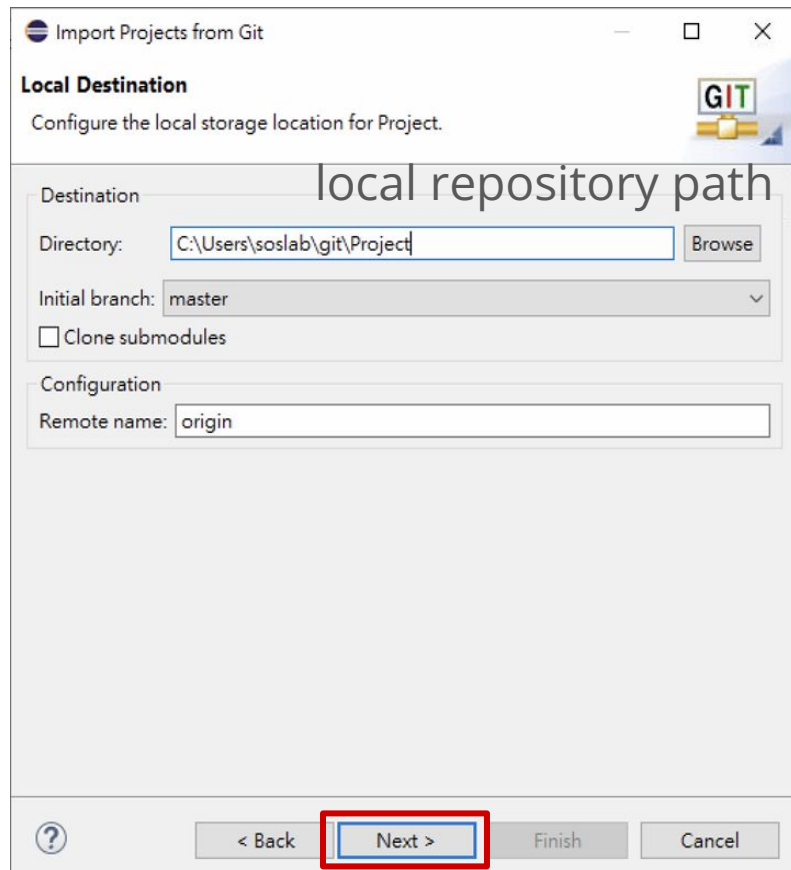 Import Projects from Git
Local Destination
Configure the local storage location for Project.
GIT
local repository path
Destination
Directory: C:\Users\soslab\git\Project Browse
Initial branch: master
Clone submodules
Configuration
Remote name: origin
? < Back Next > Finish Cancel